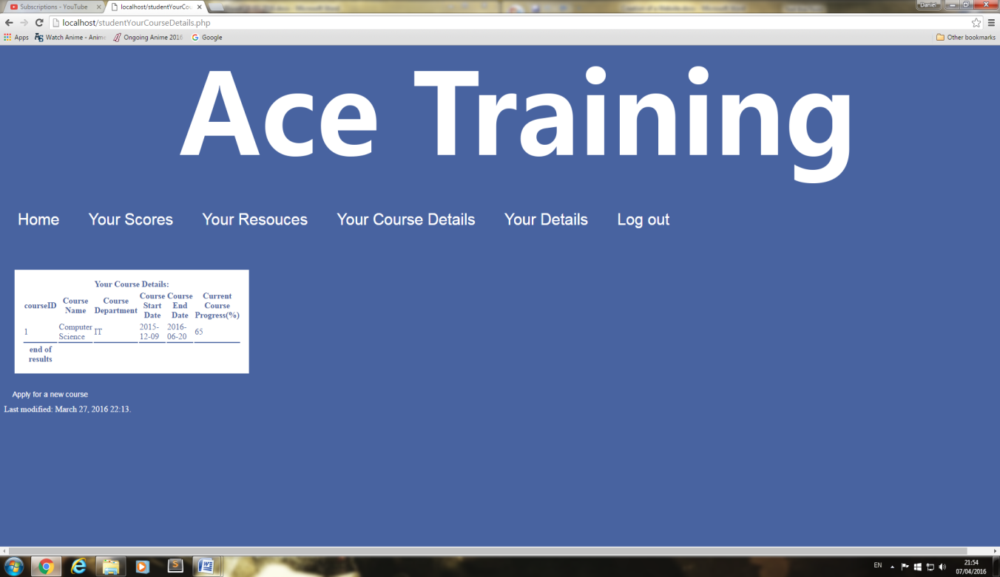 Subscriptions - YouTube
localhost/studentYourCou
Daniel
localhost/studentYourCourseDetails.php
Apps Watch Anime - Anime Ongoing Anime 2016 Google Other bookmarks
Ace Training
Home Your Scores Your Resouces Your Course Details Your Details Log out
Your Course Details:
courseID Course Name Course Department Course Start Date Course End Date Current Course Progress(%)
1 Computer Science IT 2015-12-09 2016-06-20 65
end of results
Apply for a new course
Last modified: March 27, 2016 22:13.
EN
21:54
07/04/2016